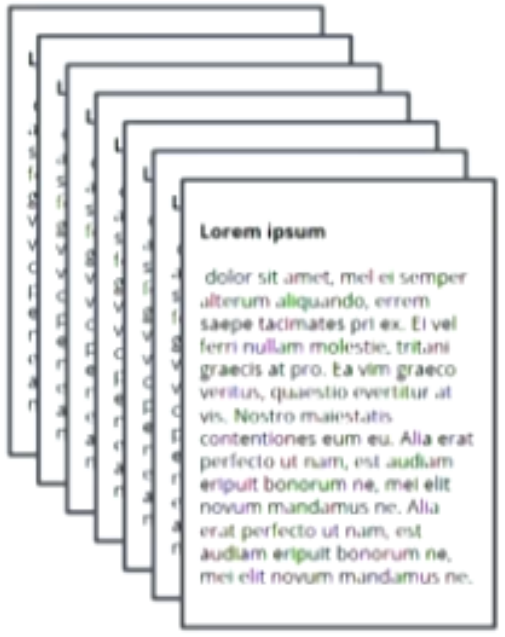 Lorem ipsum
dolor sit amet, mel ei semper
alterum aliquando, errem
saepe tacimates pri ex. Ei vel
ferri nullam molestie, tritani
graecis at pro. Ea vim graeco
veritus, quaestio evertitur at
vis. Nostro maiestatis
contentiones eum eu. Alia erat
perfecto ut nam, est audiam
eripuit bonorum ne, mei elit
novum mandamus ne. Alia
erat perfecto ut nam, est
audiam eripuit bonorum ne,
mei elit novum mandamus ne.